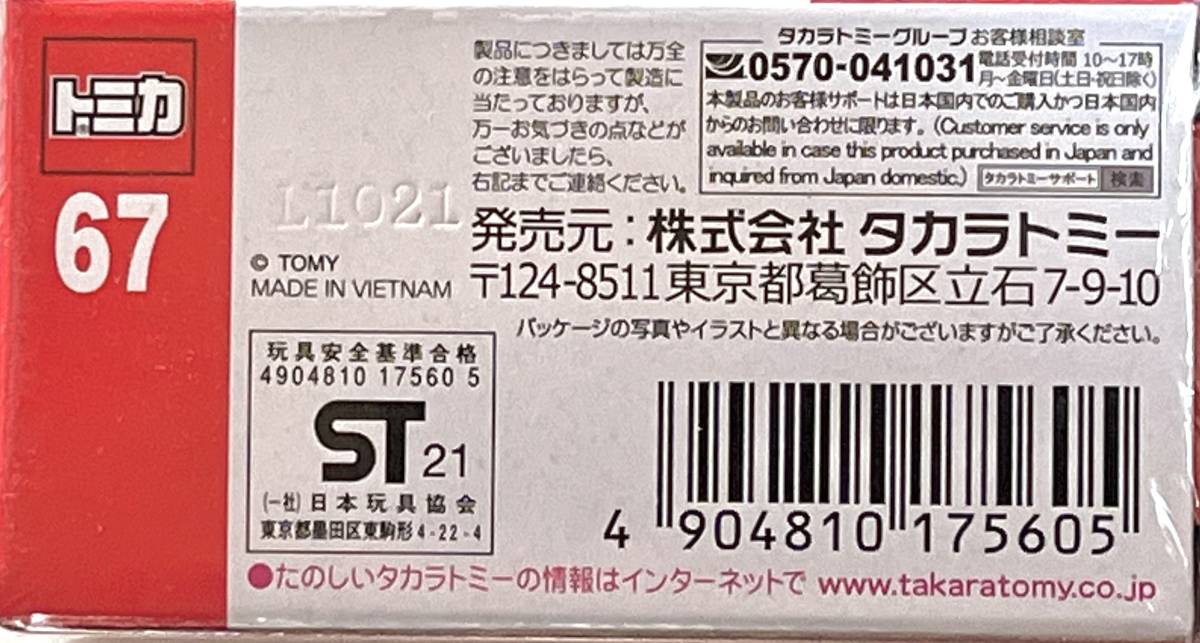 トミカ
67
製品につきましては万全
の注意をはらって製造に
当たっておりますが、
万一お気づきの点などが
ございましたら、
右記までご連絡ください。
タカラトミーグループ お客様相談室
0570-041031 電話受付時間 10〜17時
月〜金曜日(土日・祝日除く)
本製品のお客様サポートは日本国内でのご購入かつ日本国内
からのお問い合わせに限ります。(Customer service is only
available in case this product purchased in Japan and
inquired from Japan domestic.) タカラトミーサポート 検索
L1021
© TOMY
MADE IN VIETNAM
発売元:株式会社 タカラトミー
〒124-8511東京都葛飾区立石7-9-10
パッケージの写真やイラストと異なる場合がございますがご了承ください。
玩具安全基準合格
4904810 17560 5
ST 21
(一社)日本玩具協会
東京都墨田区東駒形4-22-4
4 904810 175605
●たのしいタカラトミーの情報はインターネットで www.takaratomy.co.jp